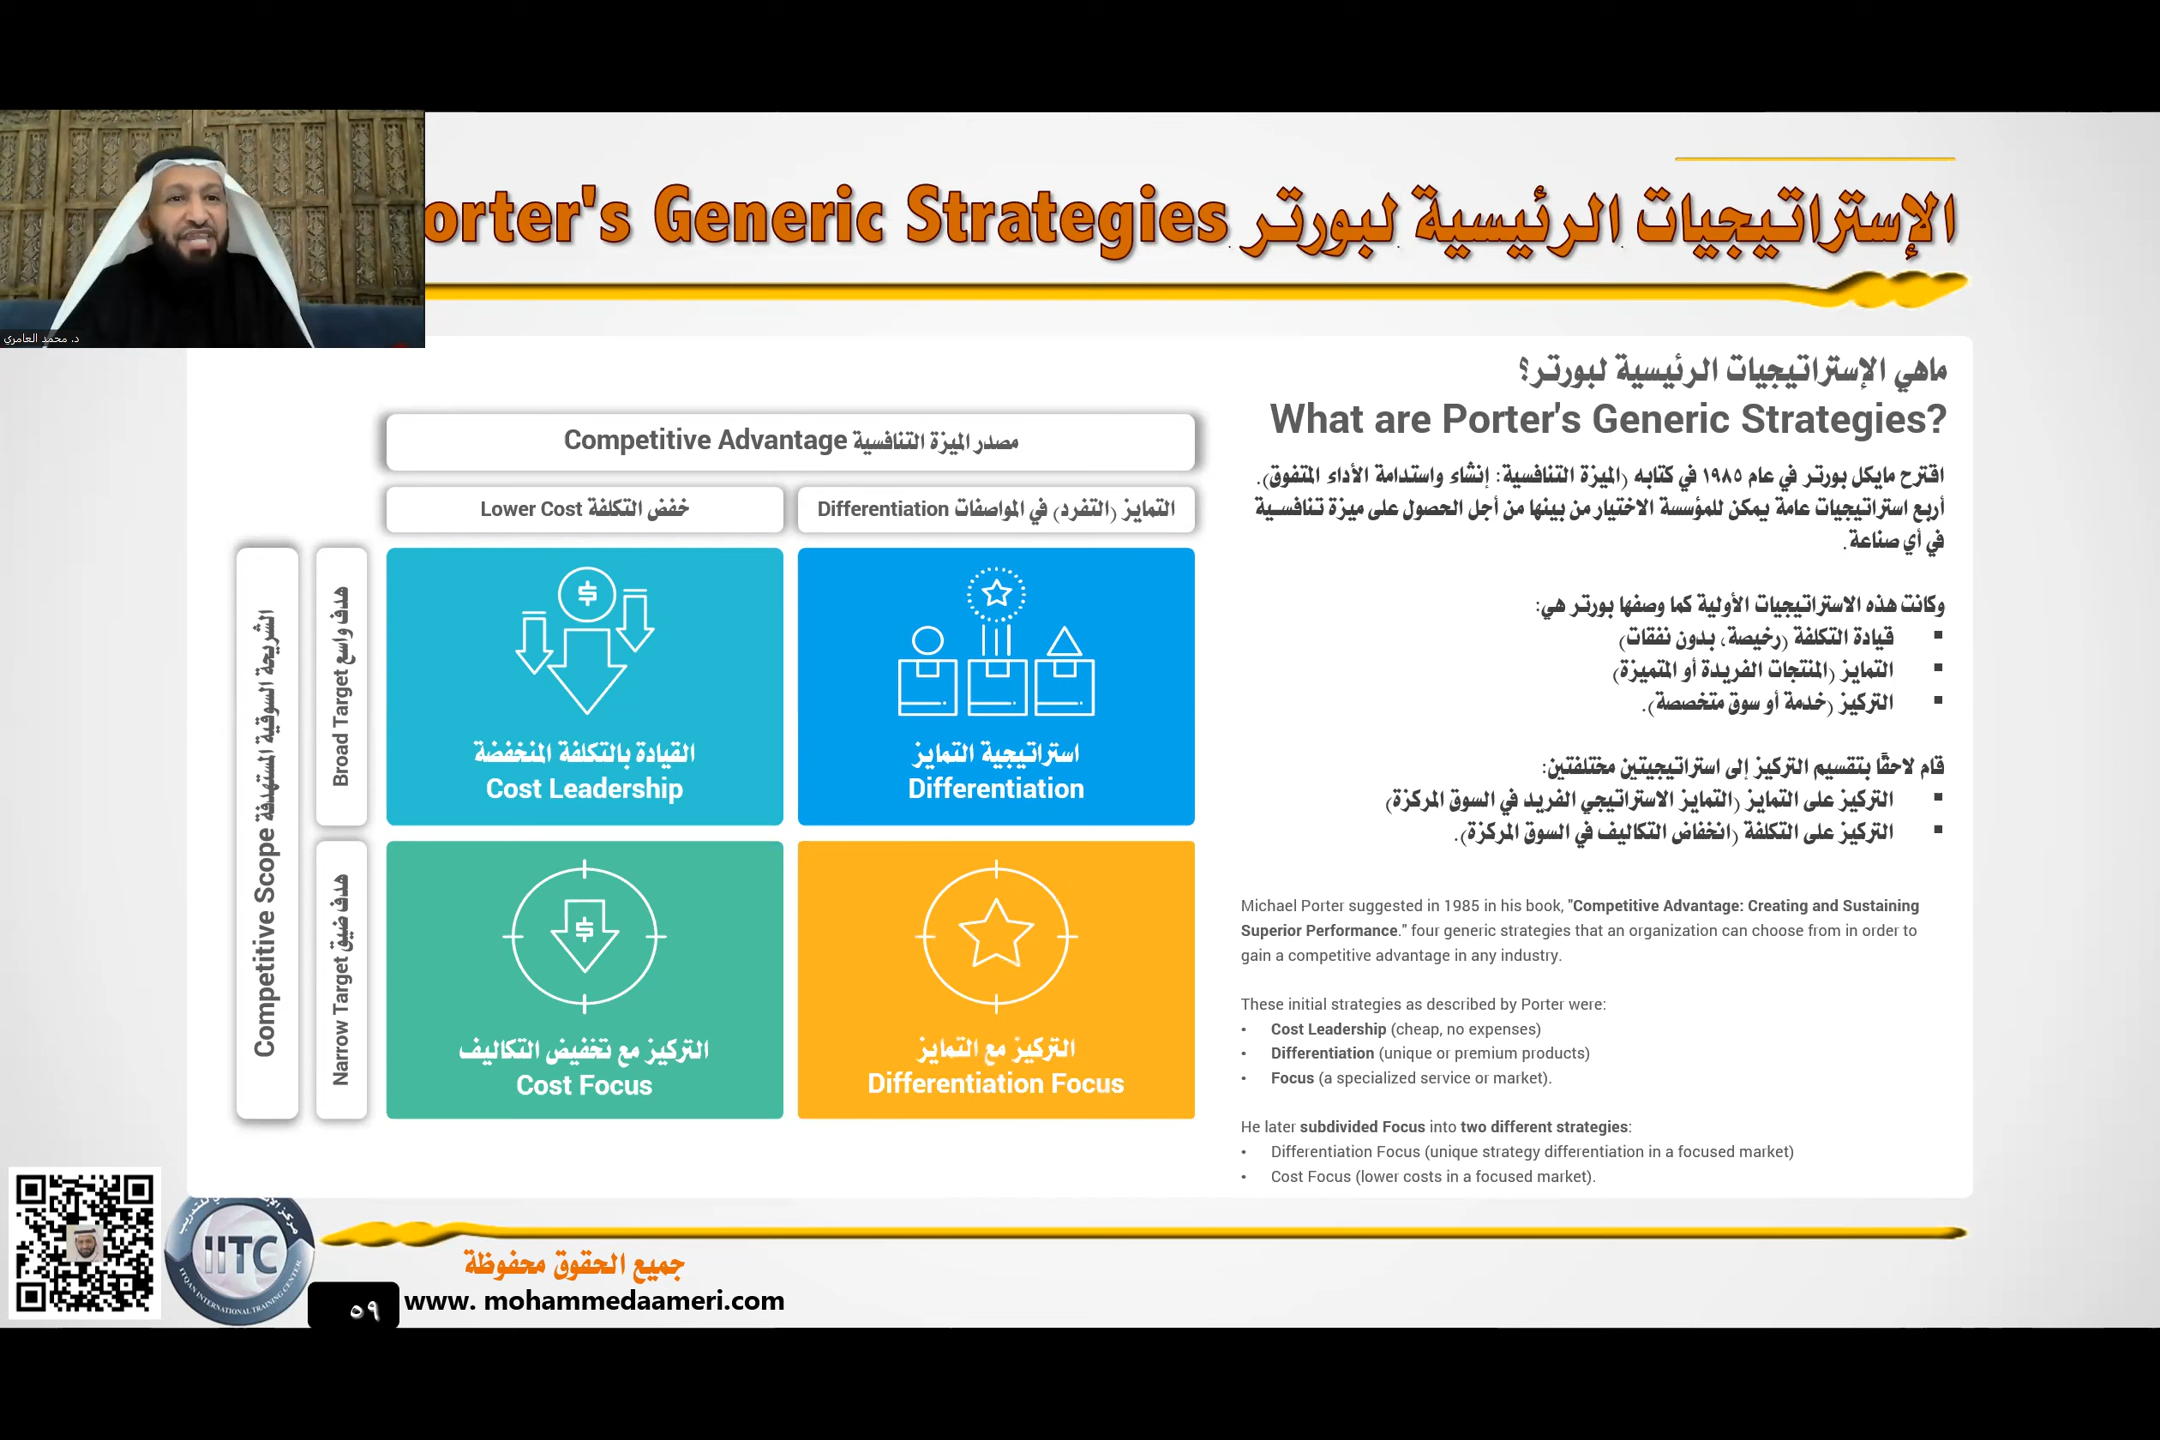 د. محمد العامري
الإستراتيجيات الرئيسية لبورتر orter's Generic Strategies
ماهي الإستراتيجيات الرئيسية لبورتر؟
What are Porter's Generic Strategies?
اقترح مايكل بورتر في عام ١٩٨٥ في كتابه (الميزة التنافسية: إنشاء واستدامة الأداء المتفوق).
أربع استراتيجيات عامة يمكن للمؤسسة الاختيار من بينها من أجل الحصول على ميزة تنافسية
في أي صناعة.
وكانت هذه الاستراتيجيات الأولية كما وصفها بورتر هي:
▪ قيادة التكلفة (رخيصة، بدون نفقات)
▪ التمايز (المنتجات الفريدة أو المتميزة)
▪ التركيز (خدمة أو سوق متخصصة).
قام لاحقًا بتقسيم التركيز إلى استراتيجيتين مختلفتين:
▪ التركيز على التمايز (التمايز الاستراتيجي الفريد في السوق المركزة)
▪ التركيز على التكلفة (انخفاض التكاليف في السوق المركزة).
Michael Porter suggested in 1985 in his book, "Competitive Advantage: Creating and Sustaining
Superior Performance." four generic strategies that an organization can choose from in order to
gain a competitive advantage in any industry.
These initial strategies as described by Porter were:
• Cost Leadership (cheap, no expenses)
• Differentiation (unique or premium products)
• Focus (a specialized service or market).
He later subdivided Focus into two different strategies:
• Differentiation Focus (unique strategy differentiation in a focused market)
• Cost Focus (lower costs in a focused market).
مصدر الميزة التنافسية Competitive Advantage
خفض التكلفة Lower Cost
التمايز (التفرد) في المواصفات Differentiation
الشريحة السوقية المستهدفة Competitive Scope
هدف واسع Broad Target
هدف ضيق Narrow Target
القيادة بالتكلفة المنخفضة
Cost Leadership
استراتيجية التمايز
Differentiation
التركيز مع تخفيض التكاليف
Cost Focus
التركيز مع التمايز
Differentiation Focus
IITC
ITQAN INTERNATIONAL TRAINING CENTER
جميع الحقوق محفوظة
٥٩
www. mohammedaameri.com